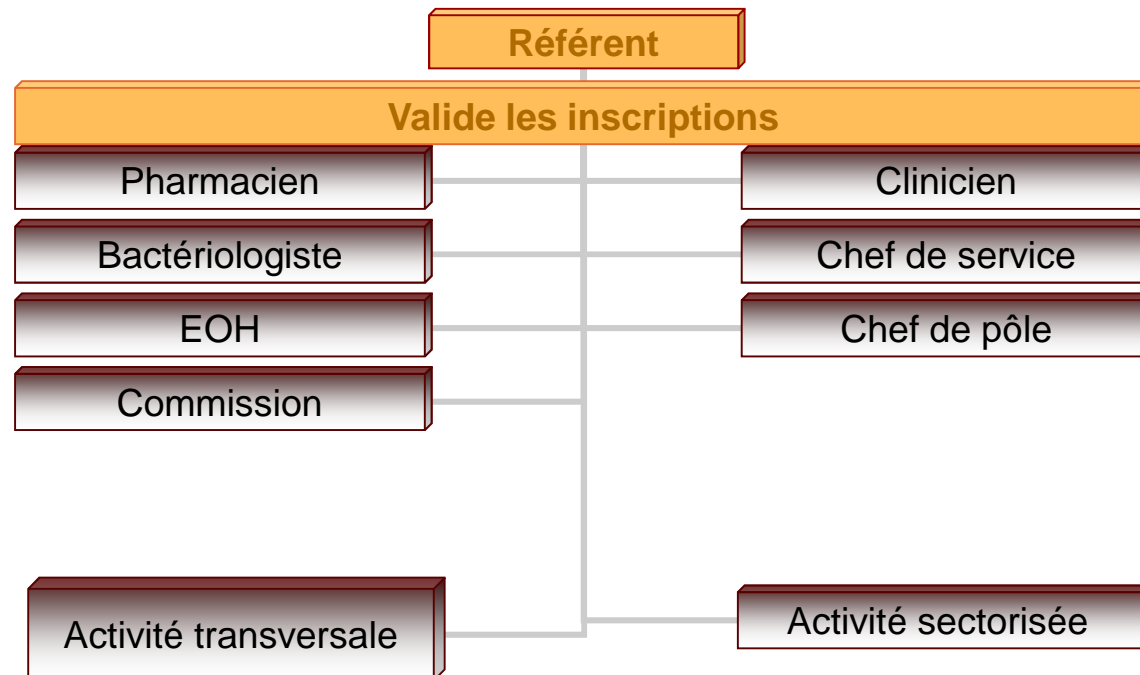 Référent
Valide les inscriptions
Pharmacien
Clinicien
Bactériologiste
Chef de service
EOH
Chef de pôle
Commission
Activité transversale
Activité sectorisée